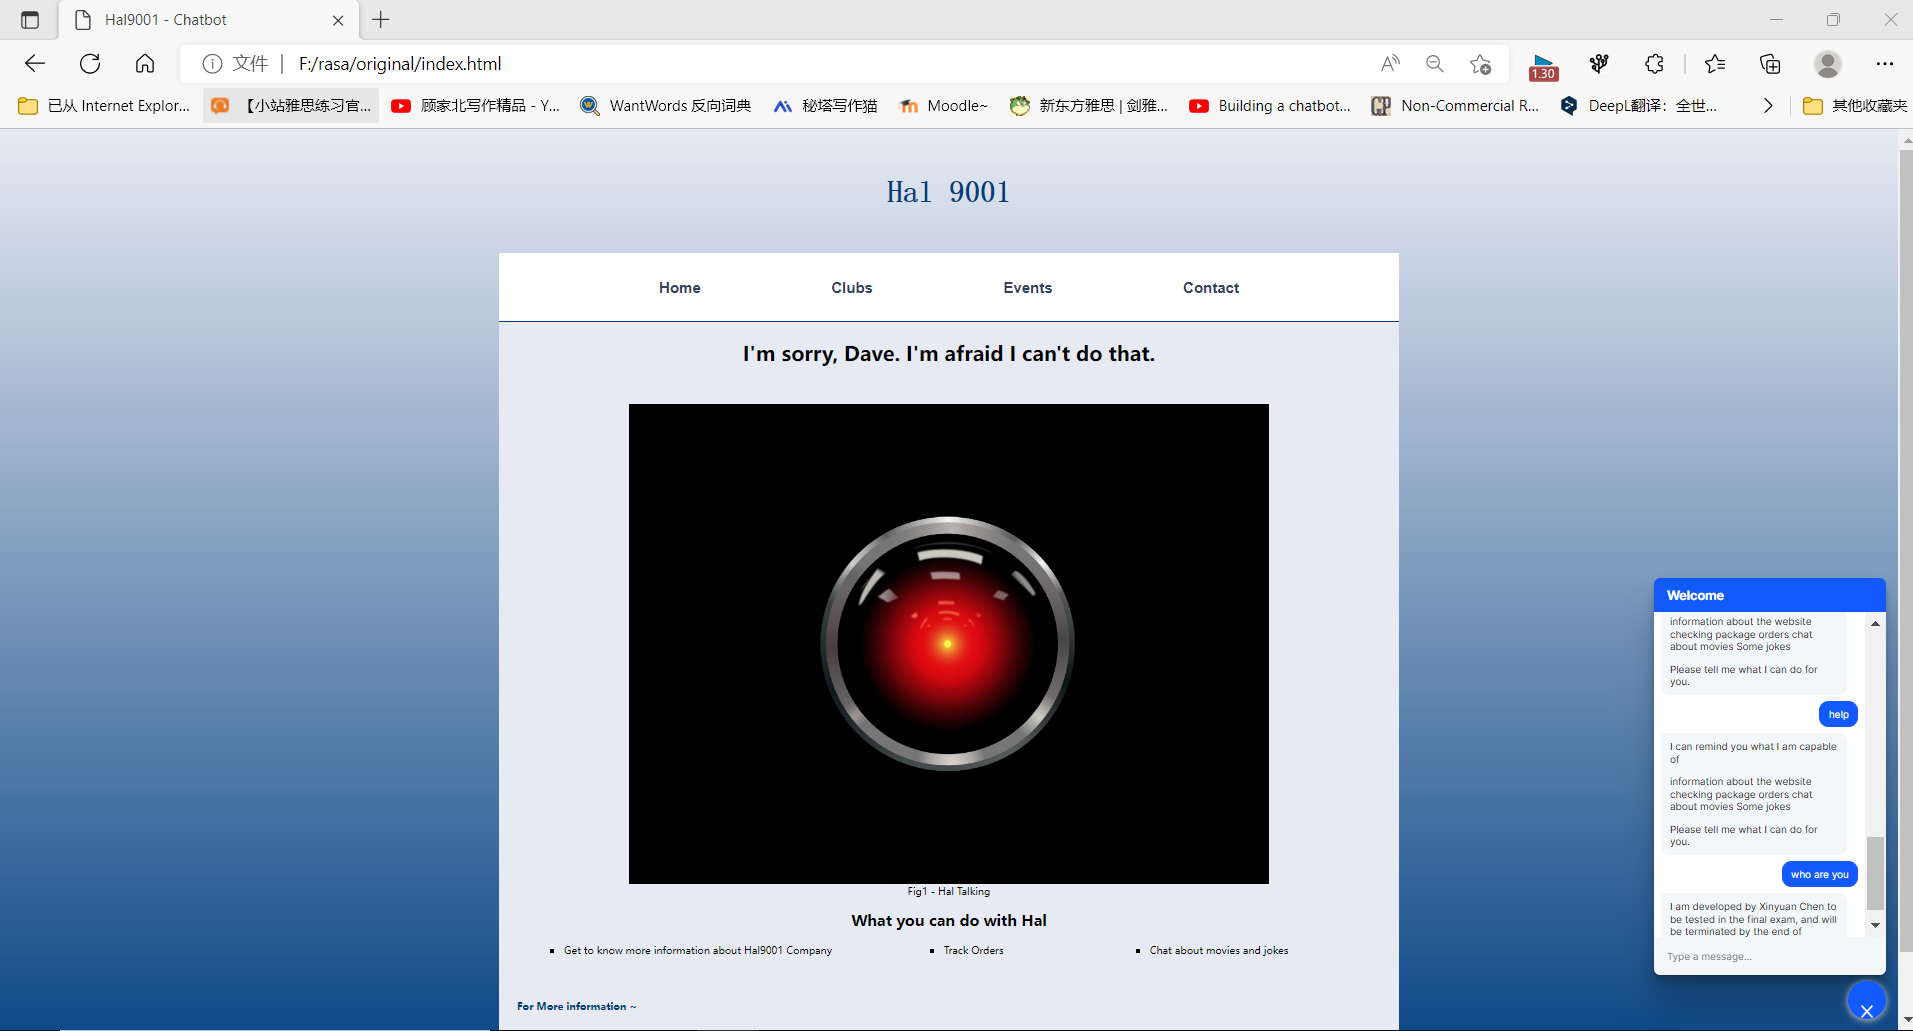 Hal9001 - Chatbot
文件 | F:/rasa/original/index.html
1.30
已从 Internet Explor... 【小站雅思练习官... 顾家北写作精品 - Y... WantWords 反向词典 秘塔写作猫 Moodle~ 新东方雅思 | 剑雅... Building a chatbot... Non-Commercial R... DeepL翻译：全世... 其他收藏夹
Hal 9001
Home Clubs Events Contact
I'm sorry, Dave. I'm afraid I can't do that.
Fig1 - Hal Talking
What you can do with Hal
Get to know more information about Hal9001 Company
Track Orders
Chat about movies and jokes
For More information ~
Welcome
information about the website
checking package orders chat
about movies Some jokes
Please tell me what I can do for
you.
help
I can remind you what I am capable
of
information about the website
checking package orders chat
about movies Some jokes
Please tell me what I can do for
you.
who are you
I am developed by Xinyuan Chen to
be tested in the final exam, and will
be terminated by the end of
Type a message...